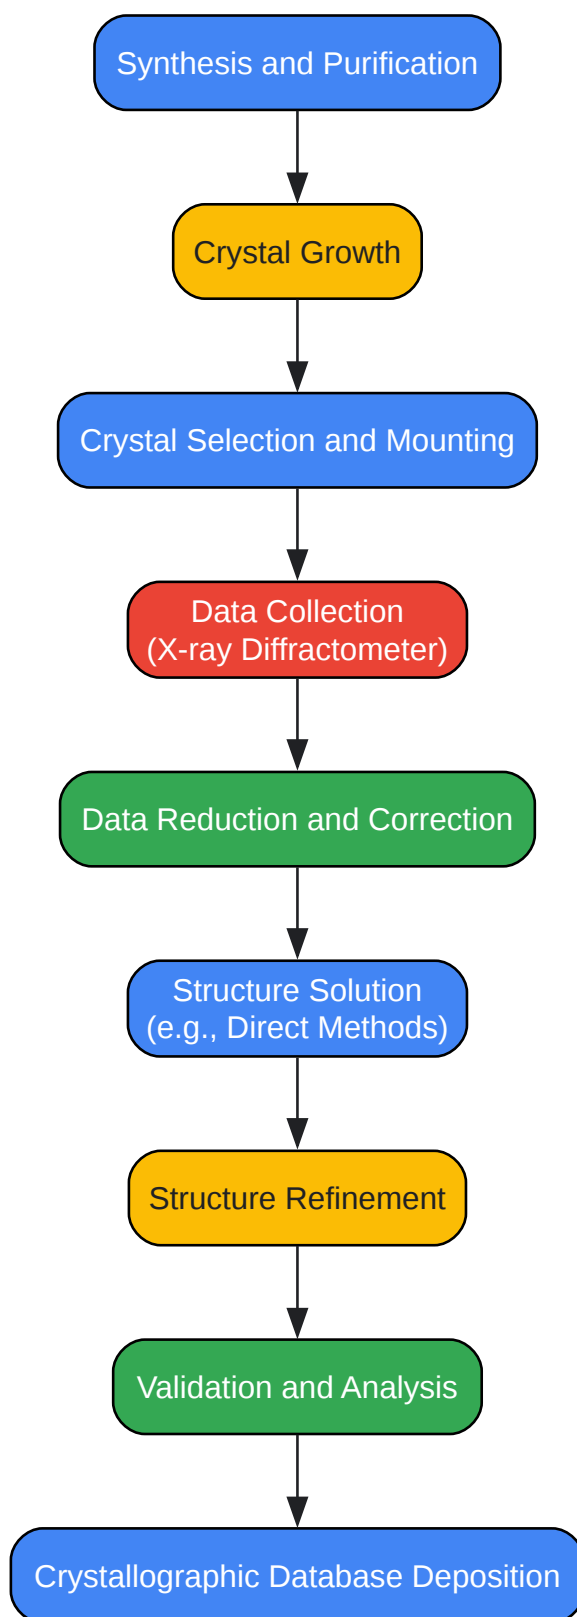 Synthesis and Purification
Crystal Growth
Crystal Selection and Mounting
Data Collection
(X-ray Diffractometer)
Data Reduction and Correction
Structure Solution
(e.g., Direct Methods)
Structure Refinement
Validation and Analysis
Crystallographic Database Deposition